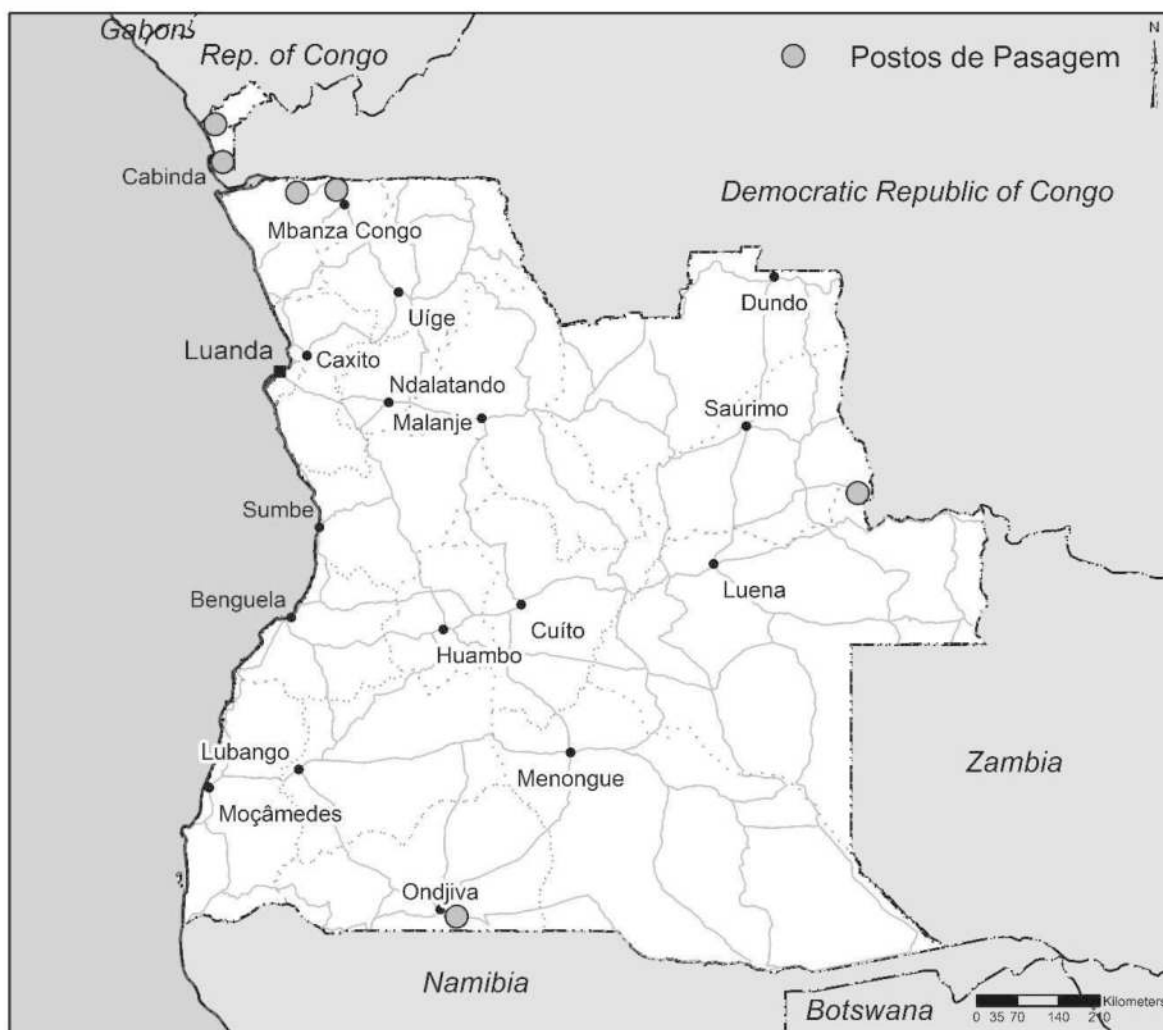 Gabon
Rep. of Congo
Postos de Pasagem
N
Cabinda
Democratic Republic of Congo
Mbanza Congo
Dundo
Uíge
Luanda
Caxito
Ndalatando
Malanje
Saurimo
Sumbe
Luena
Benguela
Cuíto
Huambo
Lubango
Menongue
Zambia
Moçâmedes
Ondjiva
Namibia
Botswana
Kilometers
0 35 70 140 210